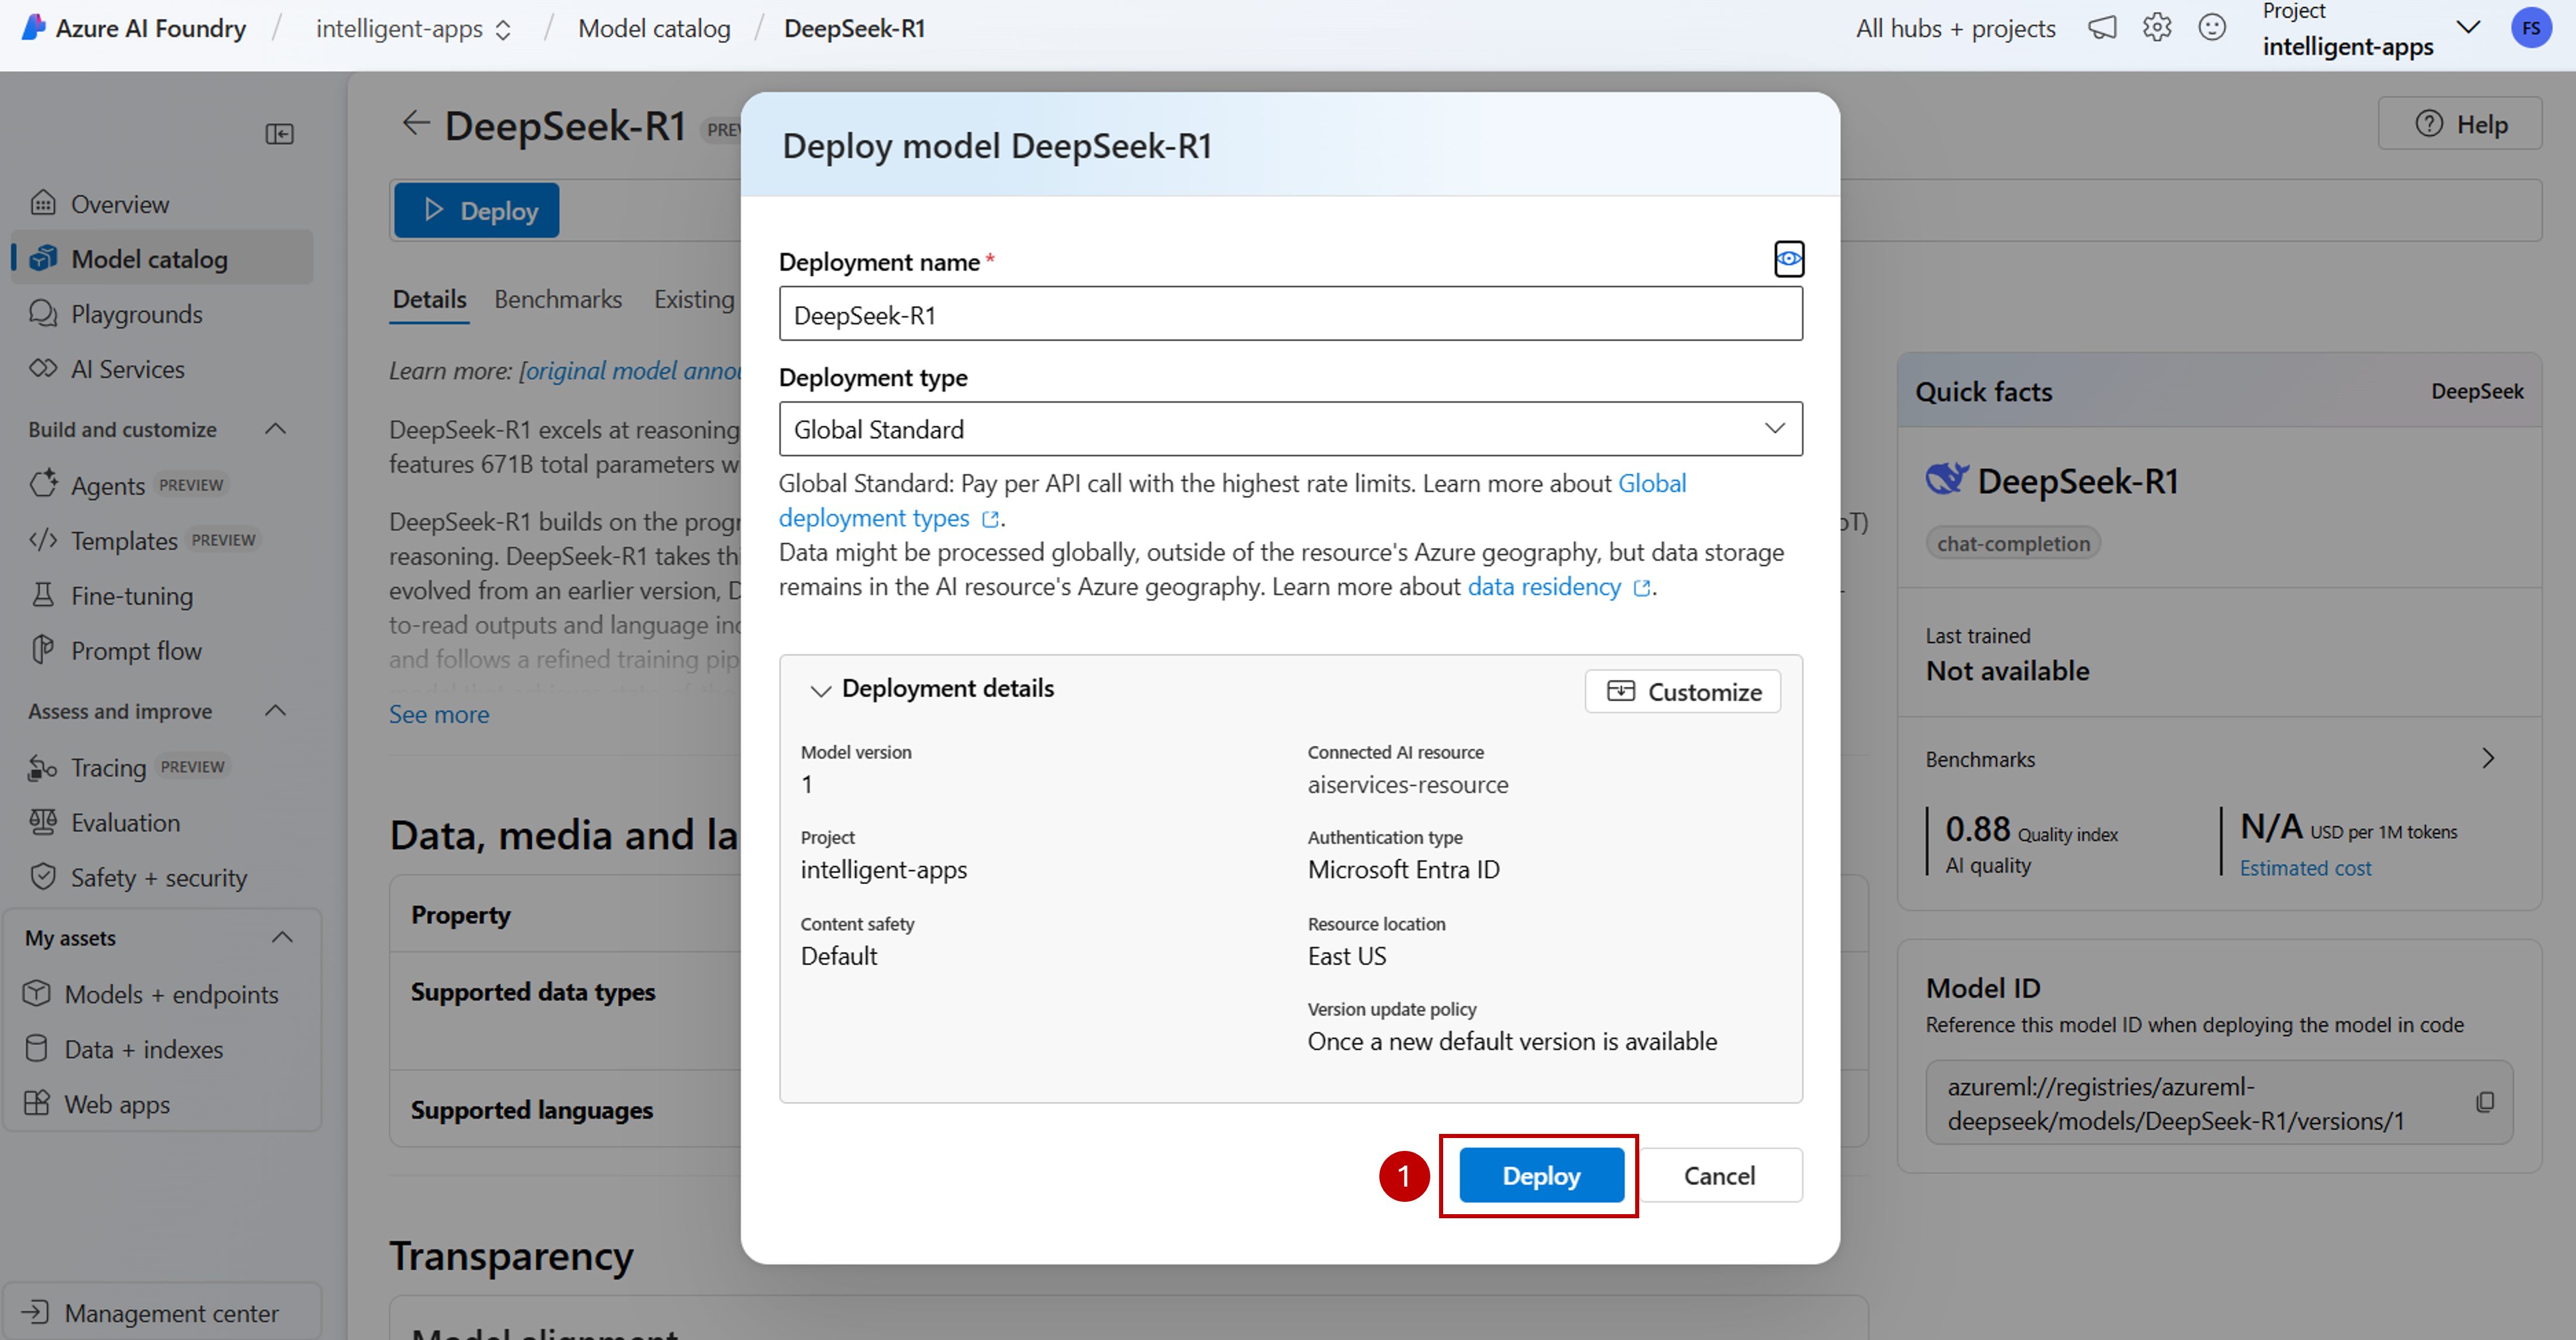 Azure AI Foundry / intelligent-apps / Model catalog / DeepSeek-R1
All hubs + projects
Project
intelligent-apps
FS
Overview
Model catalog
Playgrounds
AI Services
Build and customize
Agents PREVIEW
Templates PREVIEW
Fine-tuning
Prompt flow
Assess and improve
Tracing PREVIEW
Evaluation
Safety + security
My assets
Models + endpoints
Data + indexes
Web apps
Management center
DeepSeek-R1
Help
Deploy
Details Benchmarks Existing
Learn more: [original model
DeepSeek-R1 excels at reasoning
features 671B total parameters
DeepSeek-R1 builds on the
reasoning. DeepSeek-R1 takes
evolved from an earlier version,
to-read outputs and language
and follows a refined training
See more
Data, media and
Property
Supported data types
Supported languages
Transparency
Model alignment
Deploy model DeepSeek-R1
Deployment name *
DeepSeek-R1
Deployment type
Global Standard
Global Standard: Pay per API call with the highest rate limits. Learn more about Global
deployment types .
Data might be processed globally, outside of the resource's Azure geography, but data storage
remains in the AI resource's Azure geography. Learn more about data residency .
Deployment details
Customize
Model version
1
Project
intelligent-apps
Content safety
Default
Connected AI resource
aiservices-resource
Authentication type
Microsoft Entra ID
Resource location
East US
Version update policy
Once a new default version is available
1
Deploy
Cancel
Quick facts
DeepSeek
DeepSeek-R1
chat-completion
Last trained
Not available
Benchmarks
0.88 Quality index
AI quality
N/A USD per 1M tokens
Estimated cost
Model ID
Reference this model ID when deploying the model in code
azureml://registries/azureml-
deepseek/models/DeepSeek-R1/versions/1